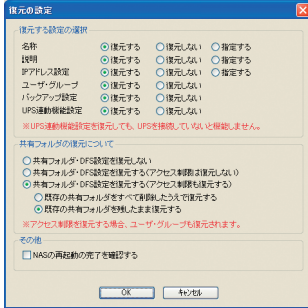 復元の設定
復元する設定の選択
名称 復元する 復元しない 指定する
説明 復元する 復元しない 指定する
IPアドレス設定 復元する 復元しない 指定する
ユーザ・グループ 復元する 復元しない
バックアップ設定 復元する 復元しない
UPS連動機能設定 復元する 復元しない
※UPS連動機能設定を復元しても、UPSを接続していないと機能しません。
共有フォルダの復元について
共有フォルダ・DFS設定を復元しない
共有フォルダ・DFS設定を復元する(アクセス制限は復元しない)
共有フォルダ・DFS設定を復元する(アクセス制限も復元する)
既存の共有フォルダをすべて削除したうえで復元する
既存の共有フォルダを残したまま復元する
※アクセス制限を復元する場合、ユーザ・グループも復元されます。
その他
NASの再起動の完了を確認する
OK キャンセル